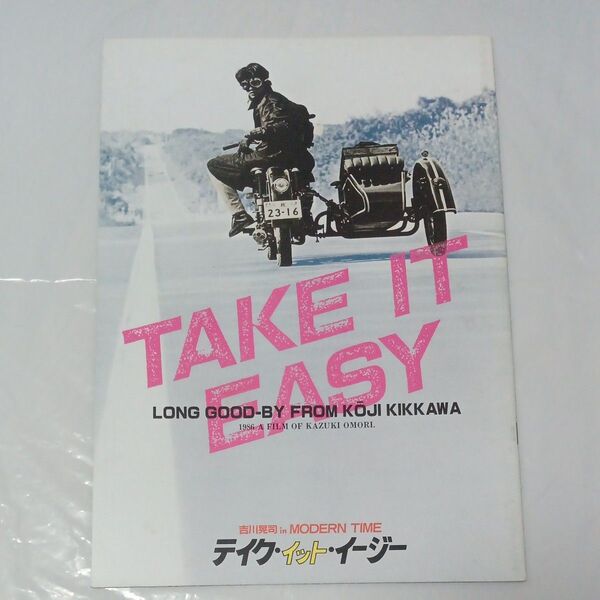 23-16
TAKE IT
EASY
LONG GOOD-BY FROM KŌJI KIKKAWA
1986 A FILM OF KAZUKI OMORI.
吉川晃司 in MODERN TIME
テイク・イット・イージー